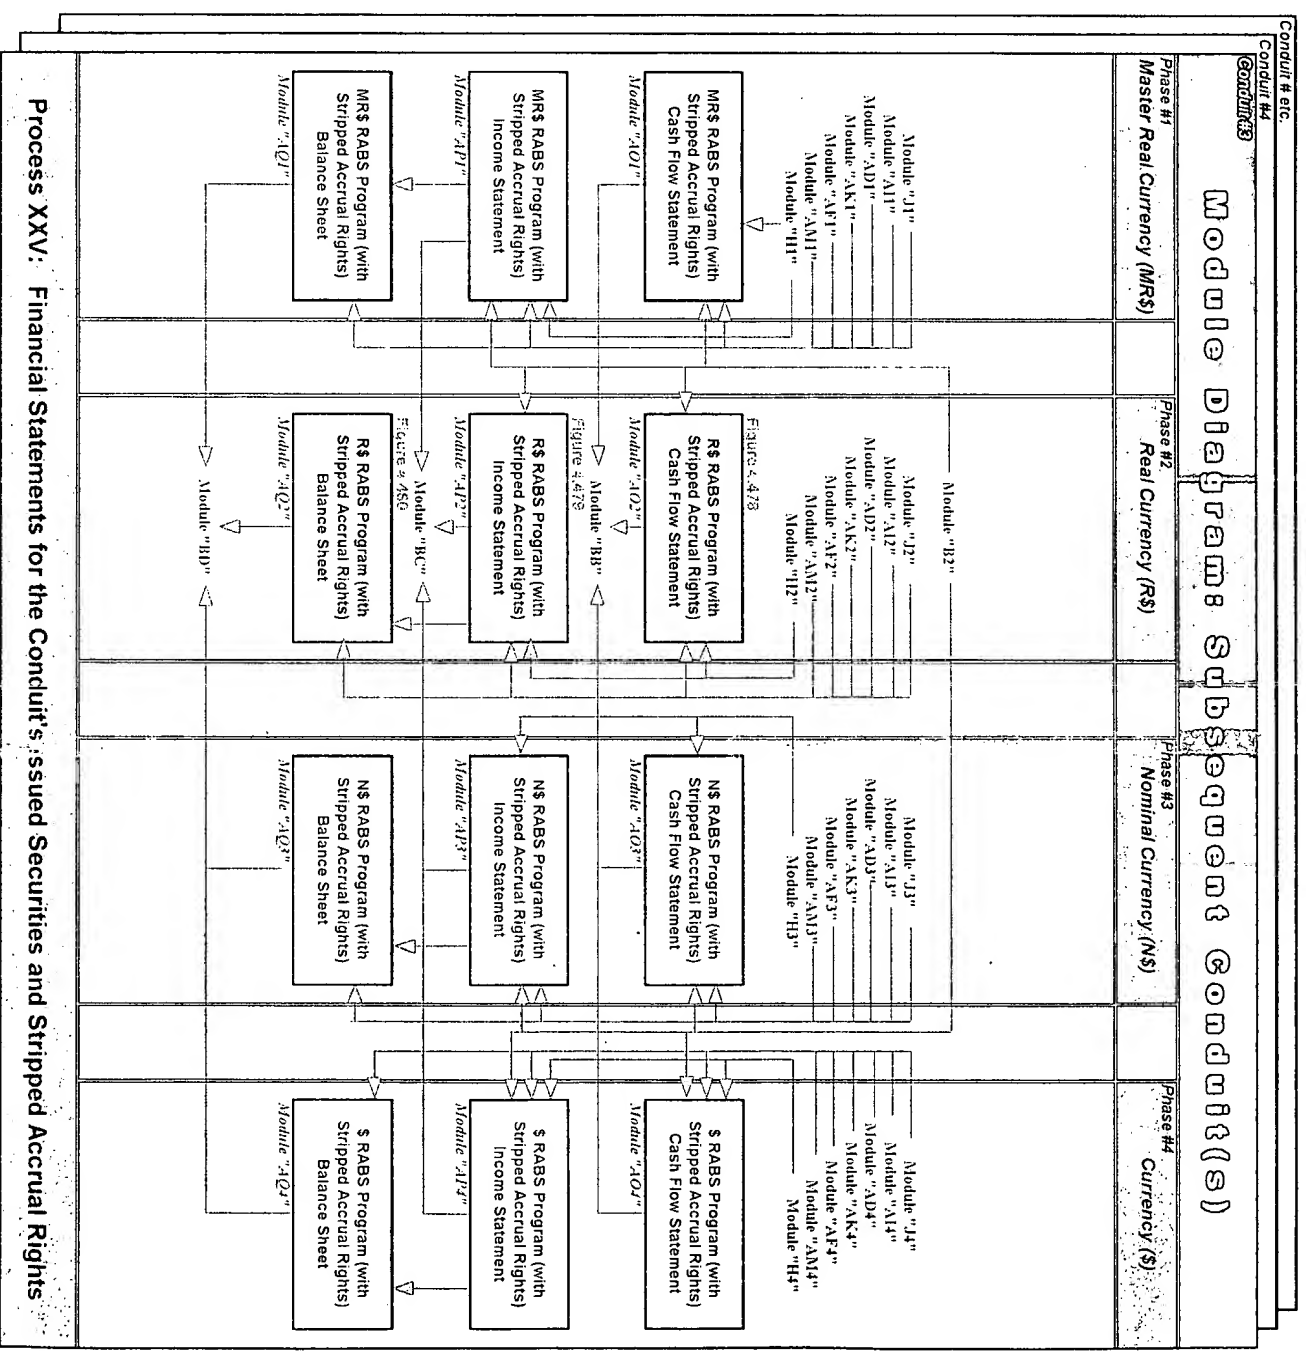 Conduit # etc.
Conduit #4
Conduit #3
Module Diagram: Subsequent Conduit(s)
Phase #1
Master Real Currency (MR$)
Phase #2
Real Currency (R$)
Phase #3
Nominal Currency (N$)
Phase #4
Currency ($)
Module "B2"
Module "J1"
Module "AI1"
Module "AD1"
Module "AK1"
Module "AF1"
Module "AM1"
Module "H1"
Module "J2"
Module "AI2"
Module "AD2"
Module "AK2"
Module "AF2"
Module "AM2"
Module "H2"
Module "J3"
Module "AI3"
Module "AD3"
Module "AK3"
Module "AF3"
Module "AM3"
Module "H3"
Module "J4"
Module "AI4"
Module "AD4"
Module "AK4"
Module "AF4"
Module "AM4"
Module "H4"
MR$ RABS Program (with
Stripped Accrual Rights)
Cash Flow Statement
Module "AO1"
Figure 4.478
R$ RABS Program (with
Stripped Accrual Rights)
Cash Flow Statement
Module "AO2"
N$ RABS Program (with
Stripped Accrual Rights)
Cash Flow Statement
Module "AO3"
$ RABS Program (with
Stripped Accrual Rights)
Cash Flow Statement
Module "AO4"
Module "BB"
MR$ RABS Program (with
Stripped Accrual Rights)
Income Statement
Module "AP1"
Figure 4.479
R$ RABS Program (with
Stripped Accrual Rights)
Income Statement
Module "AP2"
N$ RABS Program (with
Stripped Accrual Rights)
Income Statement
Module "AP3"
$ RABS Program (with
Stripped Accrual Rights)
Income Statement
Module "AP4"
Module "BC"
MR$ RABS Program (with
Stripped Accrual Rights)
Balance Sheet
Module "AQ1"
Figure 4.480
R$ RABS Program (with
Stripped Accrual Rights)
Balance Sheet
Module "AQ2"
N$ RABS Program (with
Stripped Accrual Rights)
Balance Sheet
Module "AQ3"
$ RABS Program (with
Stripped Accrual Rights)
Balance Sheet
Module "AQ4"
Module "BD"
Process XXV: Financial Statements for the Conduit's issued Securities and Stripped Accrual Rights